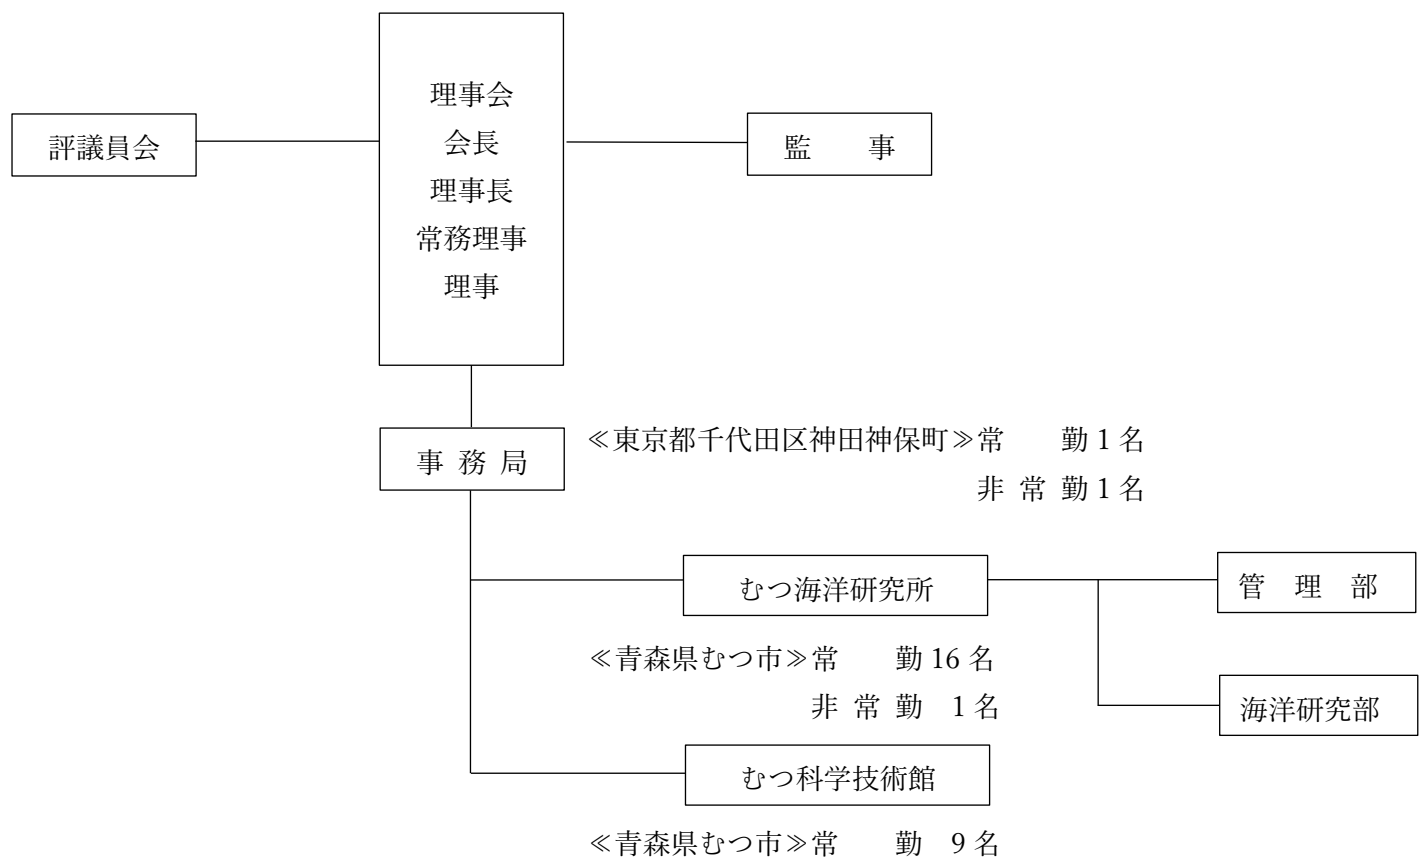 理事会
会長
理事長
常務理事
理事
評議員会
監　　事
事 務 局
≪東京都千代田区神田神保町≫常　　勤 1 名
非 常 勤 1 名
むつ海洋研究所
管　理　部
≪青森県むつ市≫常　　勤 16 名
非 常 勤　1 名
海洋研究部
むつ科学技術館
≪青森県むつ市≫常　　勤　9 名